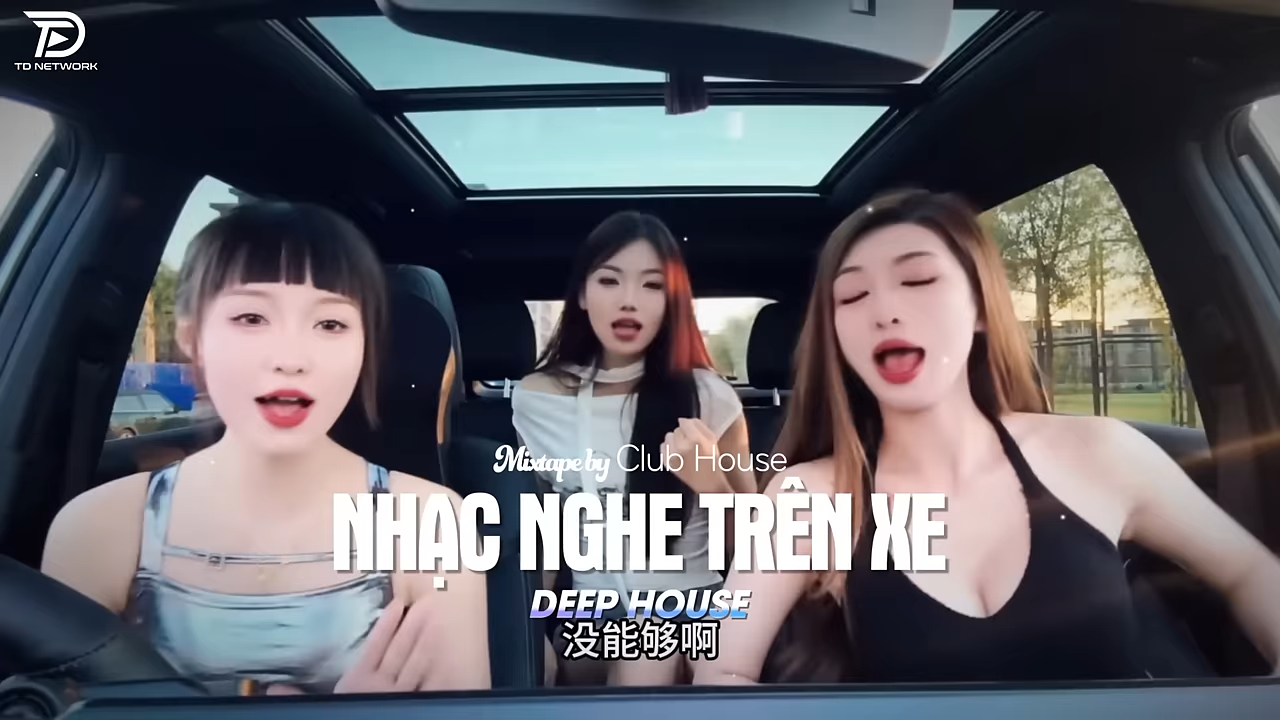 TD NETWORK
Mixtape by Club House
NHẠC NGHE TRÊN XE
DEEP HOUSE
没能够啊